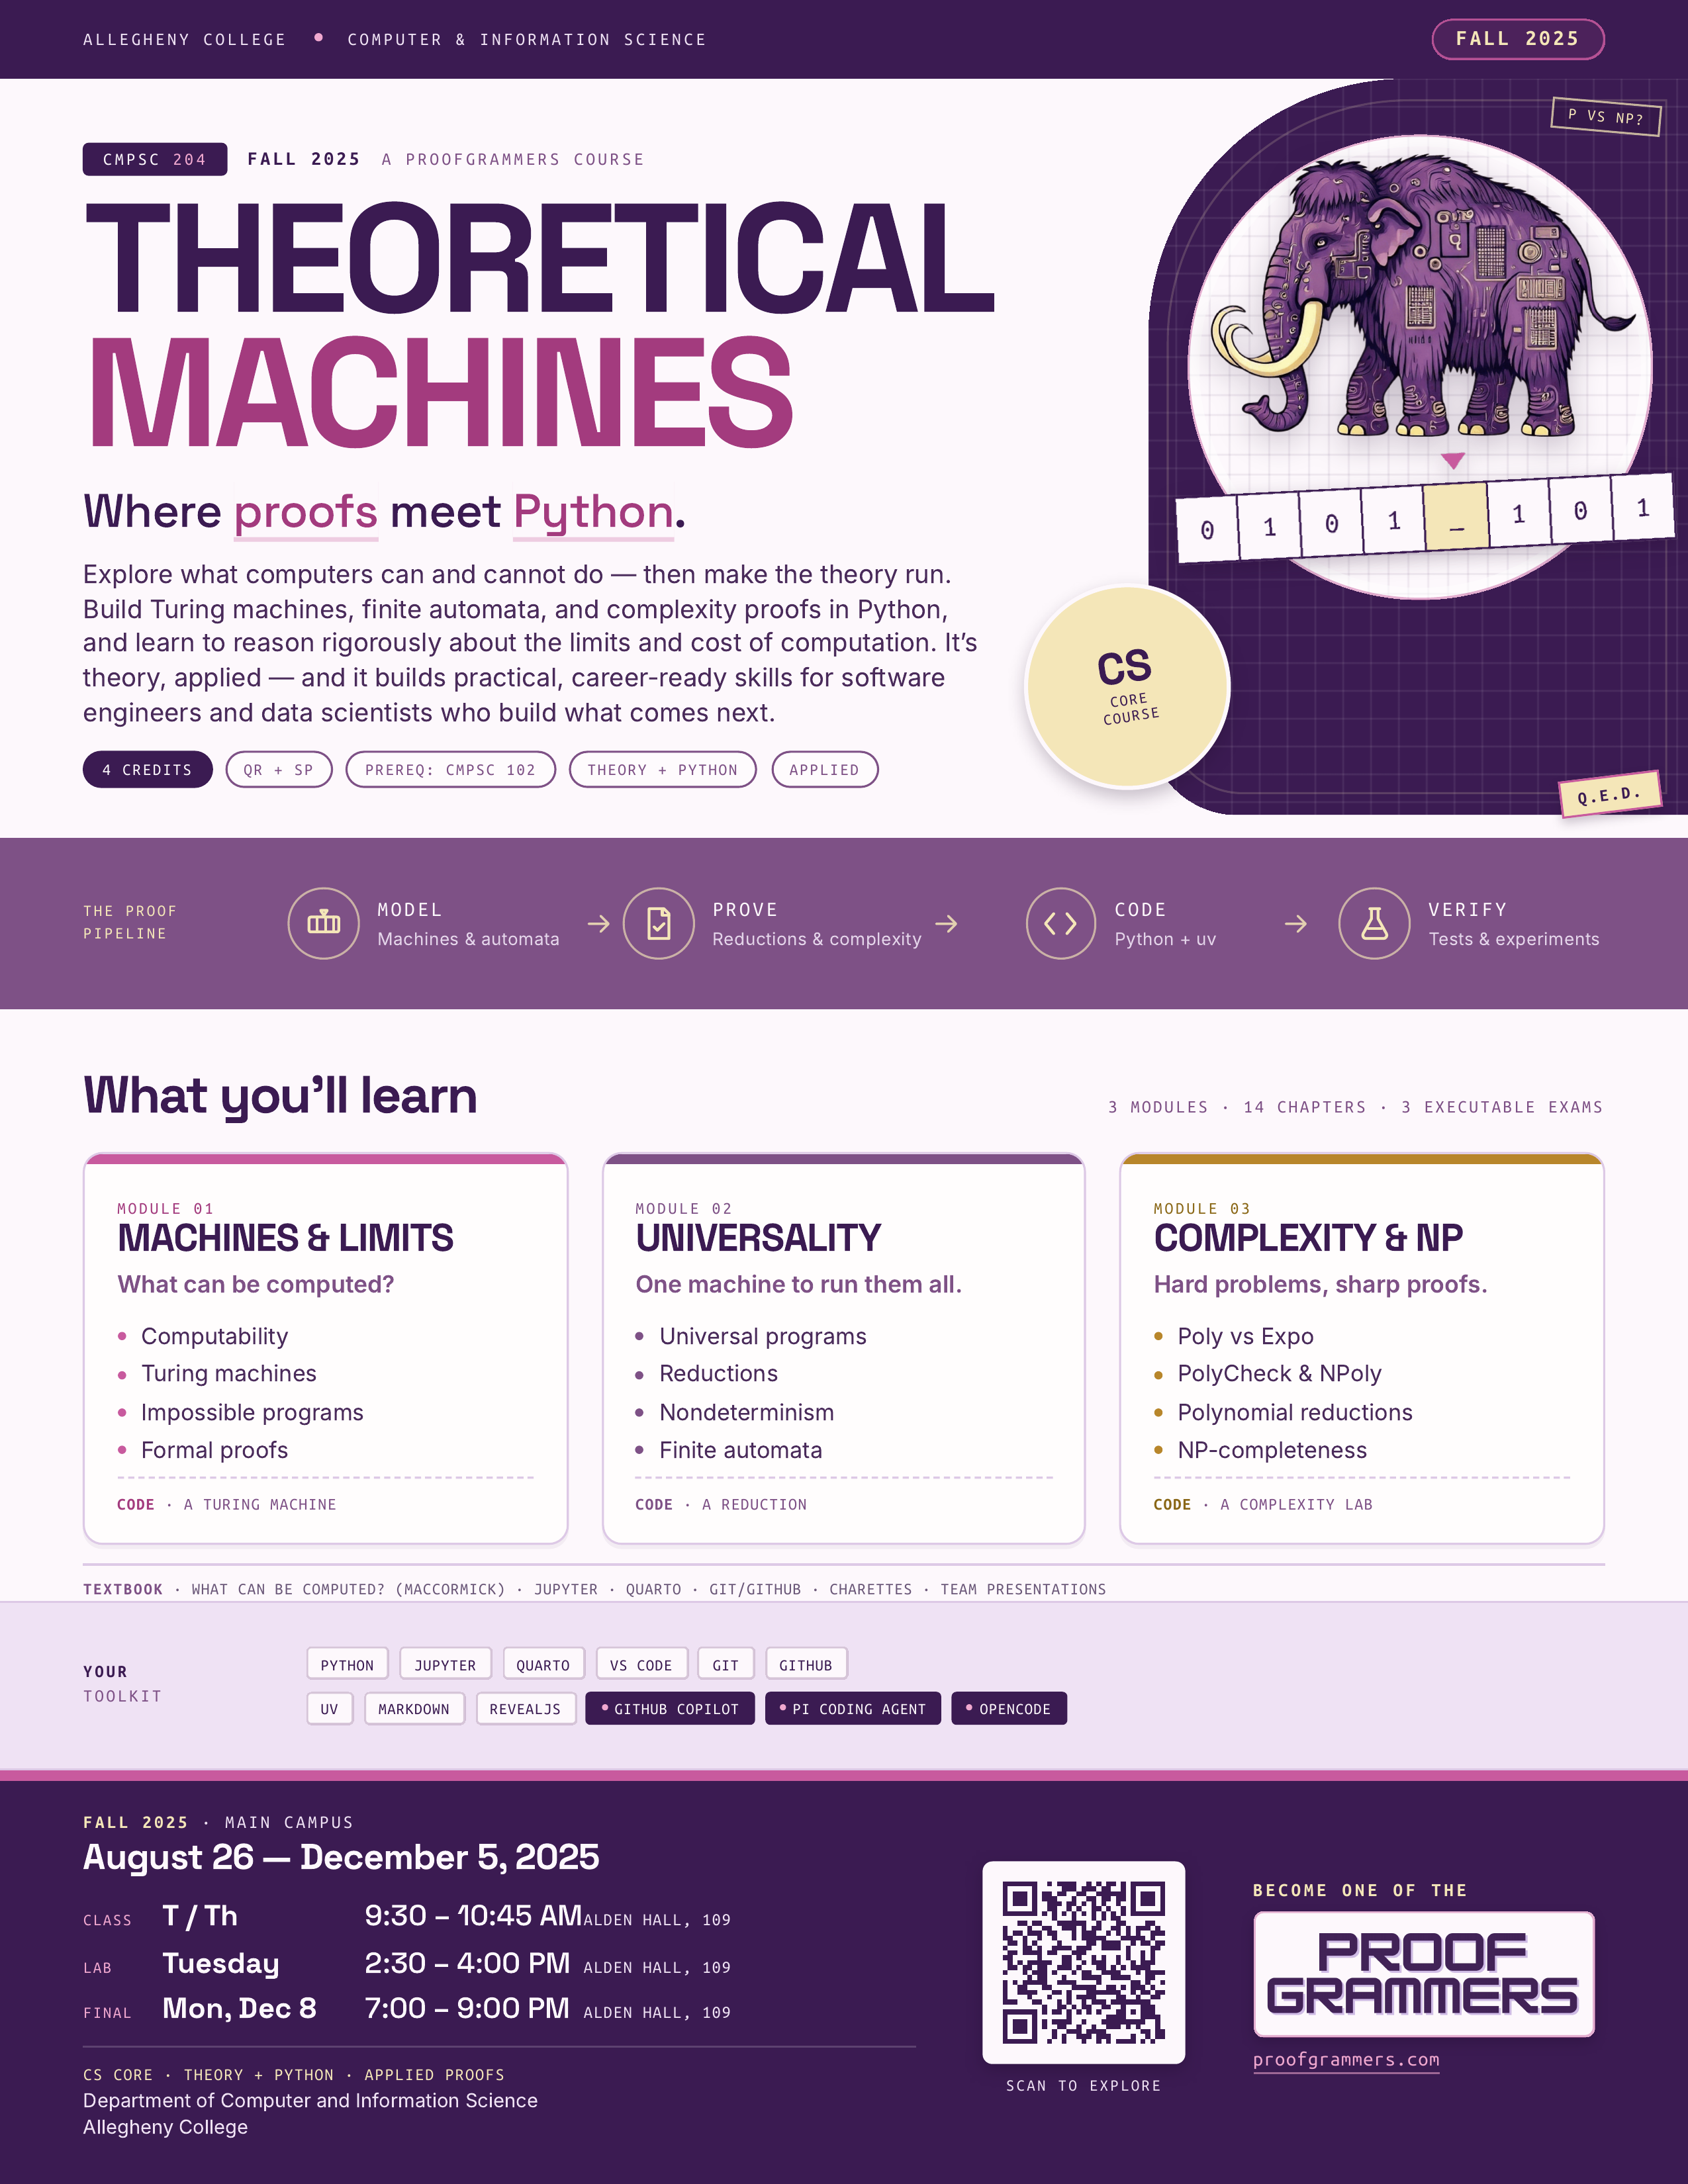 ALLEGHENY COLLEGE • COMPUTER & INFORMATION SCIENCE
FALL 2025
P VS NP?
CMPSC 204 FALL 2025 A PROOFGRAMMERS COURSE
THEORETICAL
MACHINES
Where proofs meet Python.
Explore what computers can and cannot do — then make the theory run.
Build Turing machines, finite automata, and complexity proofs in Python,
and learn to reason rigorously about the limits and cost of computation. It’s
theory, applied — and it builds practical, career-ready skills for software
engineers and data scientists who build what comes next.
4 CREDITS QR + SP PREREQ: CMPSC 102 THEORY + PYTHON APPLIED
0 1 0 1 _ 1 0 1
CS
CORE
COURSE
Q.E.D.
THE PROOF
PIPELINE
MODEL
Machines & automata
→
PROVE
Reductions & complexity
→
CODE
Python + uv
→
VERIFY
Tests & experiments
What you’ll learn
3 MODULES · 14 CHAPTERS · 3 EXECUTABLE EXAMS
MODULE 01
MACHINES & LIMITS
What can be computed?
• Computability
• Turing machines
• Impossible programs
• Formal proofs
CODE · A TURING MACHINE
MODULE 02
UNIVERSALITY
One machine to run them all.
• Universal programs
• Reductions
• Nondeterminism
• Finite automata
CODE · A REDUCTION
MODULE 03
COMPLEXITY & NP
Hard problems, sharp proofs.
• Poly vs Expo
• PolyCheck & NPoly
• Polynomial reductions
• NP-completeness
CODE · A COMPLEXITY LAB
TEXTBOOK · WHAT CAN BE COMPUTED? (MACCORMICK) · JUPYTER · QUARTO · GIT/GITHUB · CHARETTES · TEAM PRESENTATIONS
YOUR
TOOLKIT
PYTHON JUPYTER QUARTO VS CODE GIT GITHUB
UV MARKDOWN REVEALJS • GITHUB COPILOT • PI CODING AGENT • OPENCODE
FALL 2025 · MAIN CAMPUS
August 26 — December 5, 2025
CLASS T / Th 9:30 – 10:45 AM ALDEN HALL, 109
LAB Tuesday 2:30 – 4:00 PM ALDEN HALL, 109
FINAL Mon, Dec 8 7:00 – 9:00 PM ALDEN HALL, 109
CS CORE · THEORY + PYTHON · APPLIED PROOFS
Department of Computer and Information Science
Allegheny College
SCAN TO EXPLORE
BECOME ONE OF THE
PROOF
GRAMMERS
proofgrammers.com